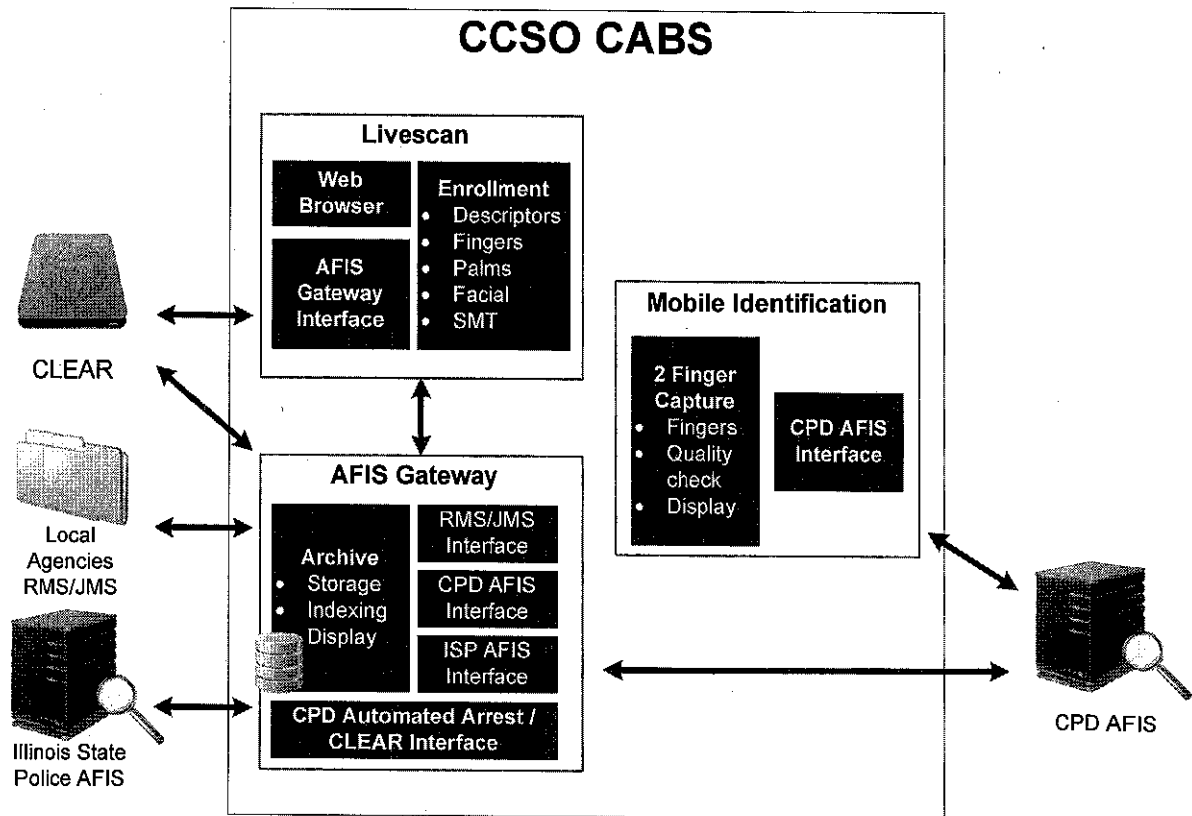 CCSO CABS
Livescan
Web
Browser
AFIS
Gateway
Interface
Enrollment
• Descriptors
• Fingers
• Palms
• Facial
• SMT
CLEAR
Local
Agencies
RMS/JMS
Illinois State
Police AFIS
AFIS Gateway
Archive
• Storage
• Indexing
Display
RMS/JMS
Interface
CPD AFIS
Interface
ISP AFIS
Interface
CPD Automated Arrest /
CLEAR Interface
Mobile Identification
2 Finger
Capture
• Fingers
• Quality
check
• Display
CPD AFIS
Interface
CPD AFIS